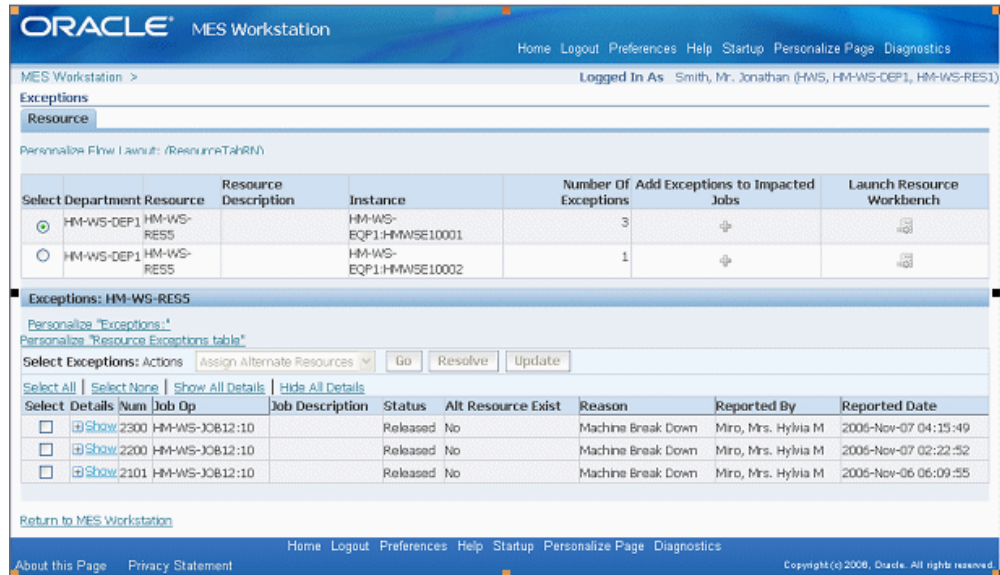 ORACLE MES Workstation
Home Logout Preferences Help Startup Personalize Page Diagnostics
MES Workstation >
Logged In As Smith, Mr. Jonathan (HWS, HM-WS-DEP1, HM-WS-RES1)
Exceptions
Resource
Personalize Flow Layout: (ResourceTabRN)
Select Department Resource Resource Description Instance Number Of Exceptions Add Exceptions to Impacted Jobs Launch Resource Workbench
HM-WS-DEP1 HM-WS-RES5 HM-WS-EQP1:HMWSE10001 3
HM-WS-DEP1 HM-WS-RES5 HM-WS-EQP1:HMWSE10002 1
Exceptions: HM-WS-RES5
Personalize "Exceptions:"
Personalize "Resource Exceptions table"
Select Exceptions: Actions Assign Alternate Resources Go Resolve Update
Select All | Select None | Show All Details | Hide All Details
Select Details Num Job Op Job Description Status Alt Resource Exist Reason Reported By Reported Date
Show 2300 HM-WS-JOB12:10 Released No Machine Break Down Miro, Mrs. Hylvia M 2006-Nov-07 04:15:49
Show 2200 HM-WS-JOB12:10 Released No Machine Break Down Miro, Mrs. Hylvia M 2006-Nov-07 02:22:52
Show 2101 HM-WS-JOB12:10 Released No Machine Break Down Miro, Mrs. Hylvia M 2006-Nov-06 06:09:55
Return to MES Workstation
Home Logout Preferences Help Startup Personalize Page Diagnostics
About this Page Privacy Statement
Copyright (c) 2006, Oracle. All rights reserved.